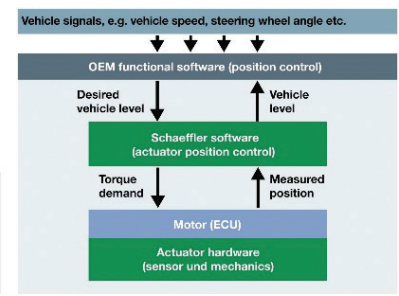 Vehicle signals, e.g. vehicle speed, steering wheel angle etc.
OEM functional software (position control)
Desired
vehicle level
Vehicle
level
Schaeffler software
(actuator position control)
Torque
demand
Measured
position
Motor (ECU)
Actuator hardware
(sensor und mechanics)